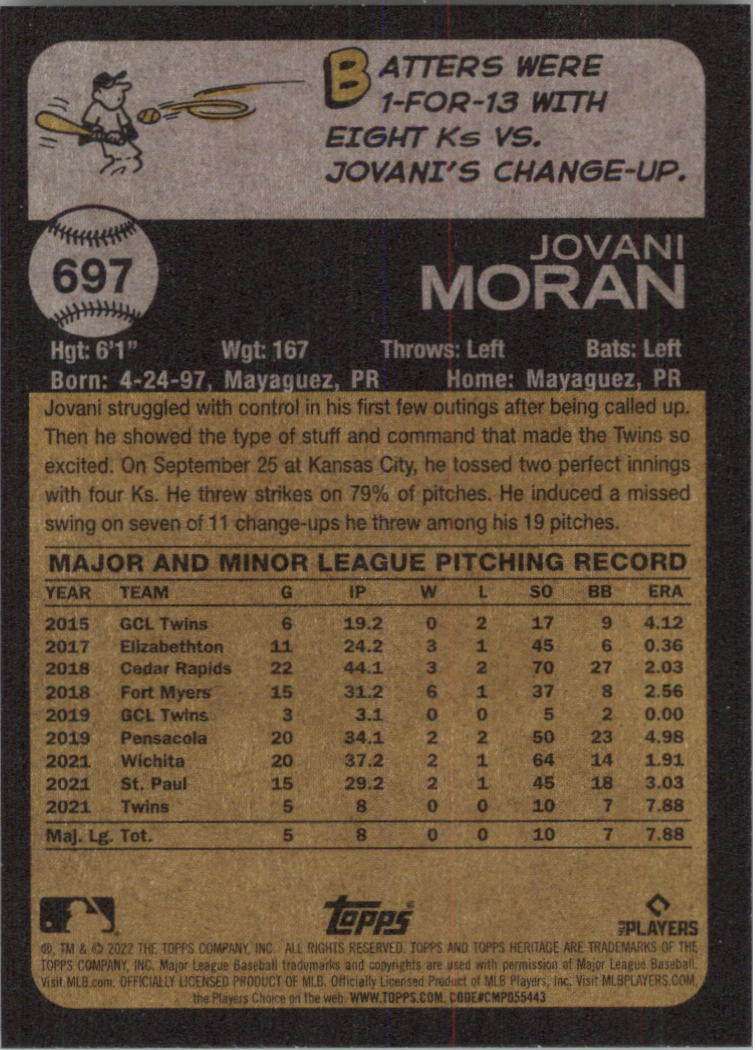 BATTERS WERE
1-FOR-13 WITH
EIGHT Ks VS.
JOVANI'S CHANGE-UP.
697
JOVANI
MORAN
Hgt: 6'1" Wgt: 167 Throws: Left Bats: Left
Born: 4-24-97, Mayaguez, PR Home: Mayaguez, PR
Jovani struggled with control in his first few outings after being called up.
Then he showed the type of stuff and command that made the Twins so
excited. On September 25 at Kansas City, he tossed two perfect innings
with four Ks. He threw strikes on 79% of pitches. He induced a missed
swing on seven of 11 change-ups he threw among his 19 pitches.
MAJOR AND MINOR LEAGUE PITCHING RECORD
YEAR TEAM G IP W L SO BB ERA
2015 GCL Twins 6 19.2 0 2 17 9 4.12
2017 Elizabethton 11 24.2 3 1 45 6 0.36
2018 Cedar Rapids 22 44.1 3 2 70 27 2.03
2018 Fort Myers 15 31.2 6 1 37 8 2.56
2019 GCL Twins 3 3.1 0 0 5 2 0.00
2019 Pensacola 20 34.1 2 2 50 23 4.98
2021 Wichita 20 37.2 2 1 64 14 1.91
2021 St. Paul 15 29.2 2 1 45 18 3.03
2021 Twins 5 8 0 0 10 7 7.88
Maj. Lg. Tot. 5 8 0 0 10 7 7.88
Topps
PLAYERS
®, TM & © 2022 THE TOPPS COMPANY, INC. ALL RIGHTS RESERVED. TOPPS AND TOPPS HERITAGE ARE TRADEMARKS OF THE
TOPPS COMPANY, INC. Major League Baseball trademarks and copyrights are used with permission of Major League Baseball.
Visit MLB.com. OFFICIALLY LICENSED PRODUCT OF MLB. Officially Licensed Product of MLB Players, Inc. Visit MLBPLAYERS.COM,
the Players Choice on the web. WWW.TOPPS.COM. CODE#CMP055443